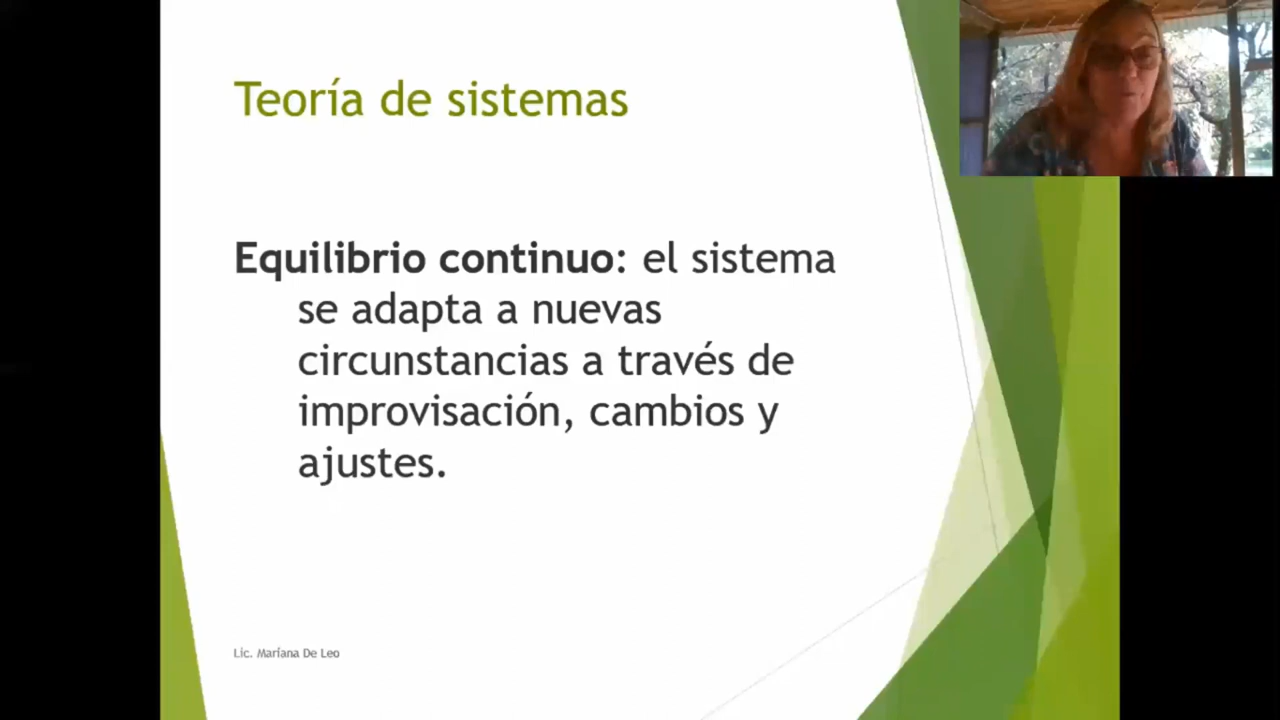 Teoría de sistemas
Equilibrio continuo: el sistema
se adapta a nuevas
circunstancias a través de
improvisación, cambios y
ajustes.
Lic. Mariana De Leo